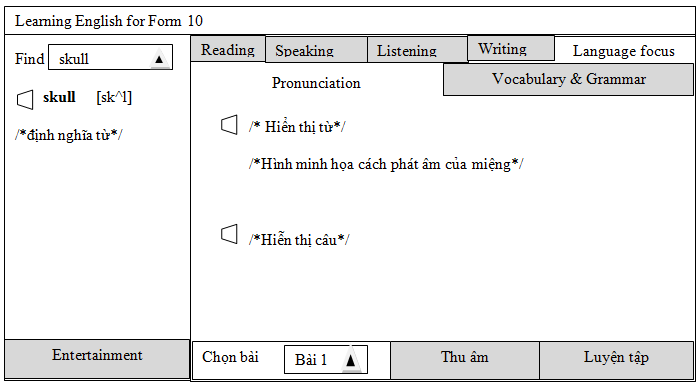 Learning English for Form 10
Find skull
skull [sk^l]
/*định nghĩa từ*/
Entertainment
Reading Speaking Listening Writing Language focus
Pronunciation Vocabulary & Grammar
/* Hiển thị từ*/
/*Hình minh họa cách phát âm của miệng*/
/*Hiễn thị câu*/
Chọn bài Bài 1 Thu âm Luyện tập